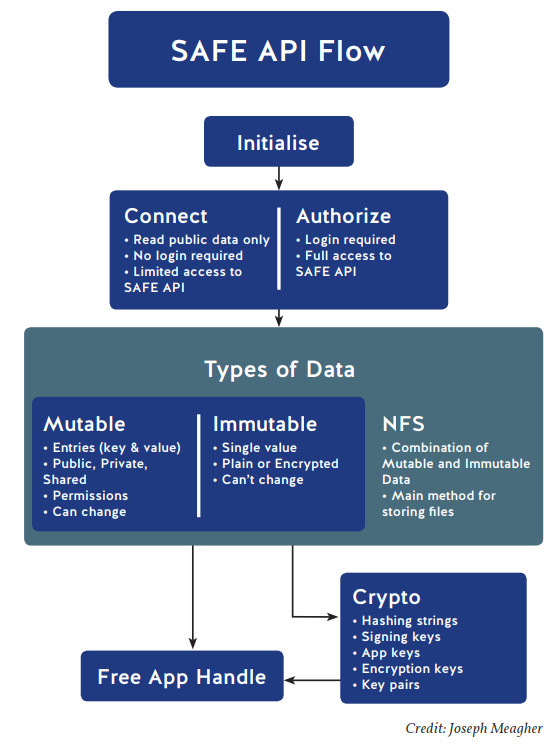 SAFE API Flow
Initialise
Connect
• Read public data only
• No login required
• Limited access to
SAFE API
Authorize
• Login required
• Full access to
SAFE API
Types of Data
Mutable
• Entries (key & value)
• Public, Private,
Shared
• Permissions
• Can change
Immutable
• Single value
• Plain or Encrypted
• Can't change
NFS
• Combination of
Mutable and Immutable
Data
• Main method for
storing files
Crypto
• Hashing strings
• Signing keys
• App keys
• Encryption keys
• Key pairs
Free App Handle
Credit: Joseph Meagher